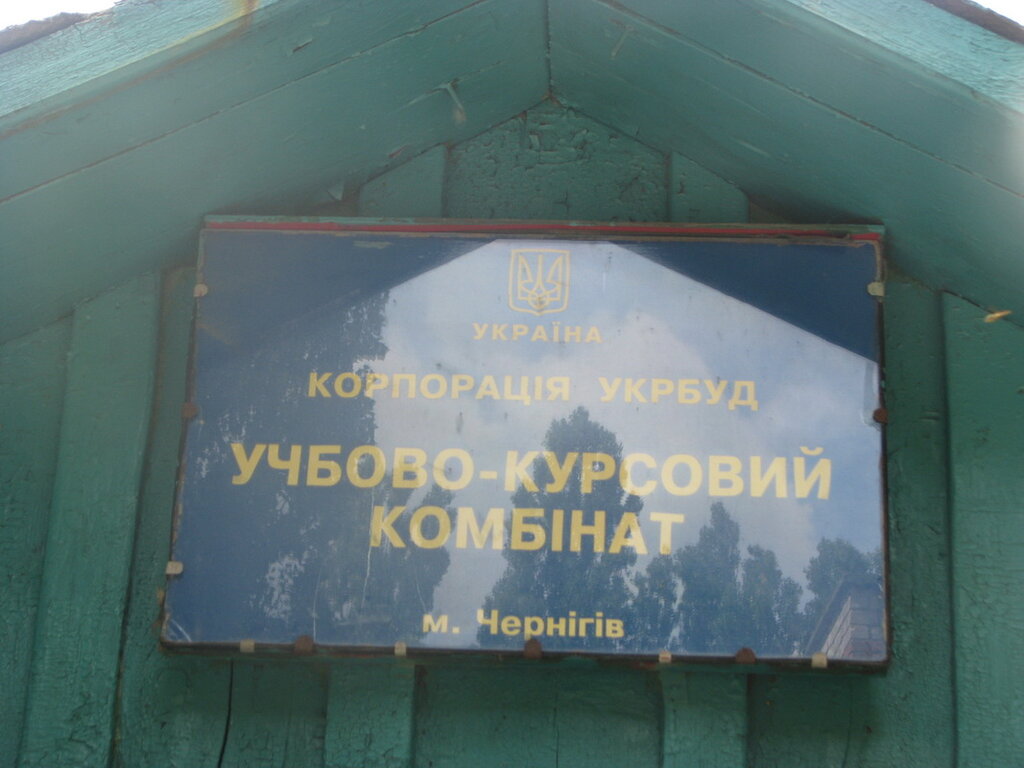 УКРАЇНА
КОРПОРАЦІЯ УКРБУД
УЧБОВО-КУРСОВИЙ
КОМБІНАТ
м. Чернігів